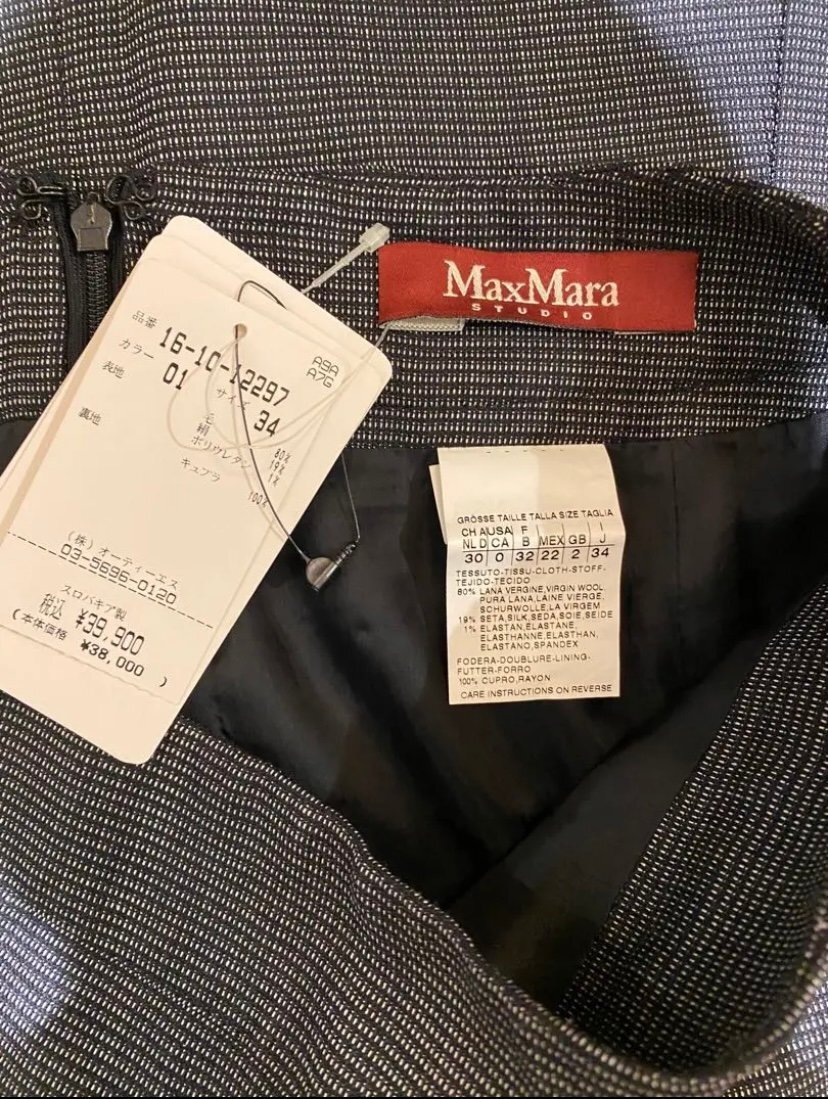 MaxMara
STUDIO
品番 16-10-12297
カラー 01 サイズ 34
A9A
A7G
表地 毛 80%
絹 19%
ポリウレタン 1%
裏地 キュプラ 100%
(株)オーティーエス
03-9696-0120
スロバキア製
税込 ¥39,900
(本体価格 ¥38,000)
GRÖSSE TAILLE TALLA SIZE TAGLIA
CH A USA F J
NL D CA B MEX GB J
30 0 32 22 2 34
TESSUTO-TISSU-CLOTH-STOFF-
TEJIDO-TECIDO
80% LANA VERGINE,VIRGIN WOOL,
PURA LANA,LAINE VIERGE,
SCHURWOLLE,LA VIRGEM
19% SETA,SILK,SEDA,SOIE,SEIDE
1% ELASTAN,ELASTANE,
ELASTHANNE,ELASTHAN,
ELASTANO,SPANDEX
FODERA-DOUBLURE-LINING-
FUTTER-FORRO
100% CUPRO,RAYON
CARE INSTRUCTIONS ON REVERSE